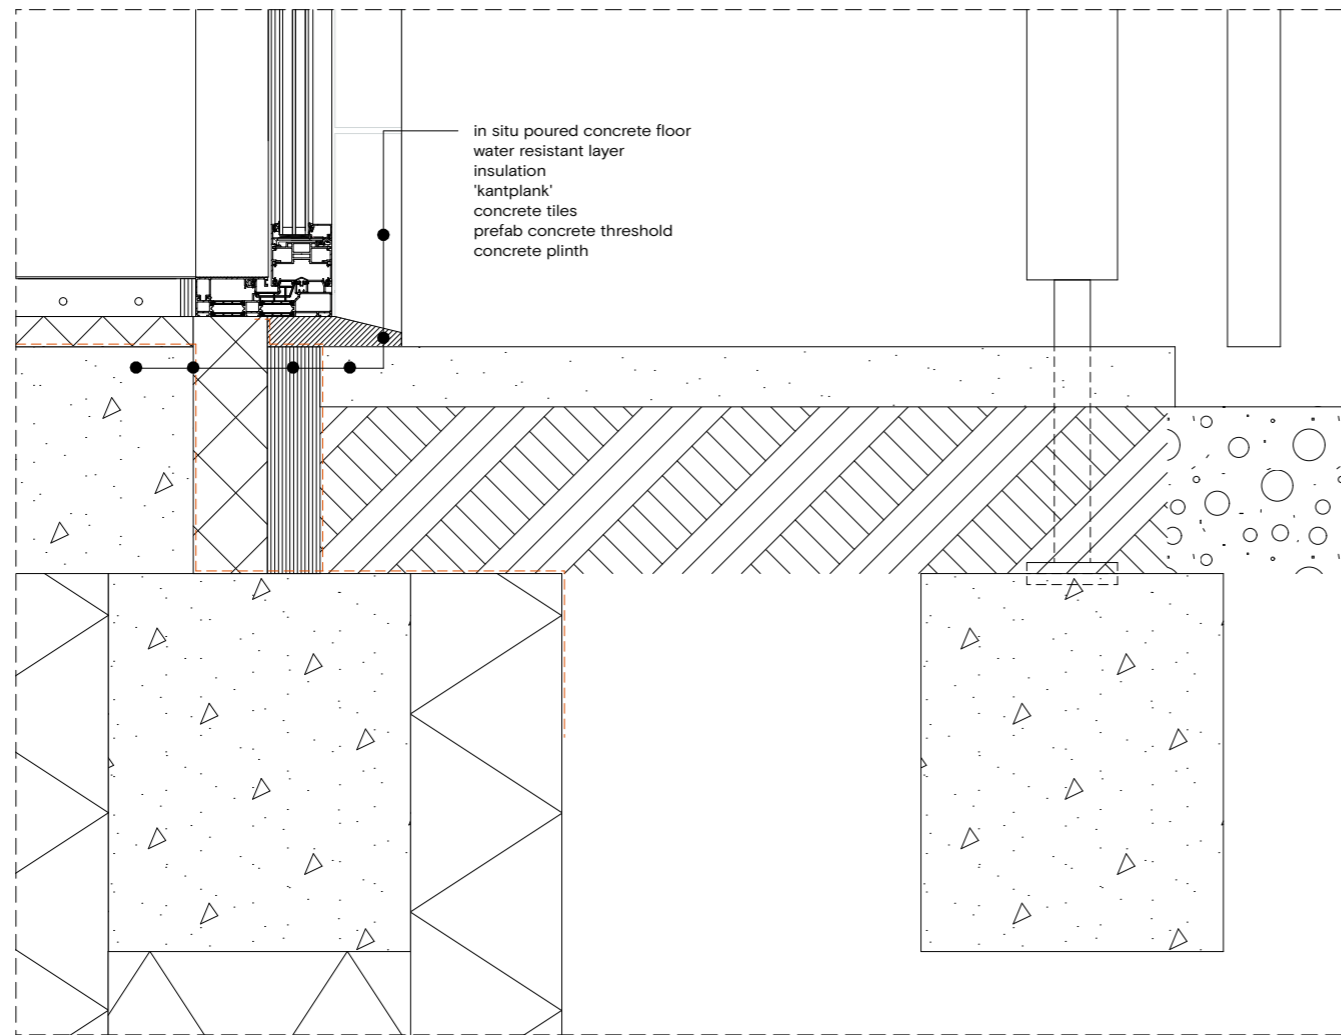 in situ poured concrete floor
water resistant layer
insulation
'kantplank'
concrete tiles
prefab concrete threshold
concrete plinth